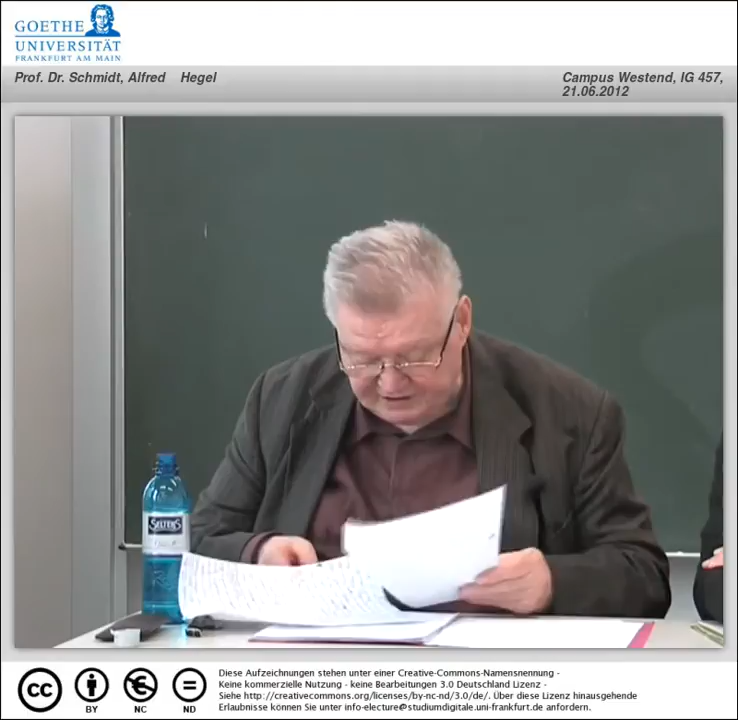 GOETHE
UNIVERSITÄT
FRANKFURT AM MAIN
Prof. Dr. Schmidt, Alfred Hegel
Campus Westend, IG 457,
21.06.2012
SELTERS
Diese Aufzeichnungen stehen unter einer Creative-Commons-Namensnennung -
Keine kommerzielle Nutzung - keine Bearbeitungen 3.0 Deutschland Lizenz -
Siehe http://creativecommons.org/licenses/by-nc-nd/3.0/de/. Über diese Lizenz hinausgehende
Erlaubnisse können Sie unter info-electure@studiumdigitale.uni-frankfurt.de anfordern.
cc
BY
NC
ND